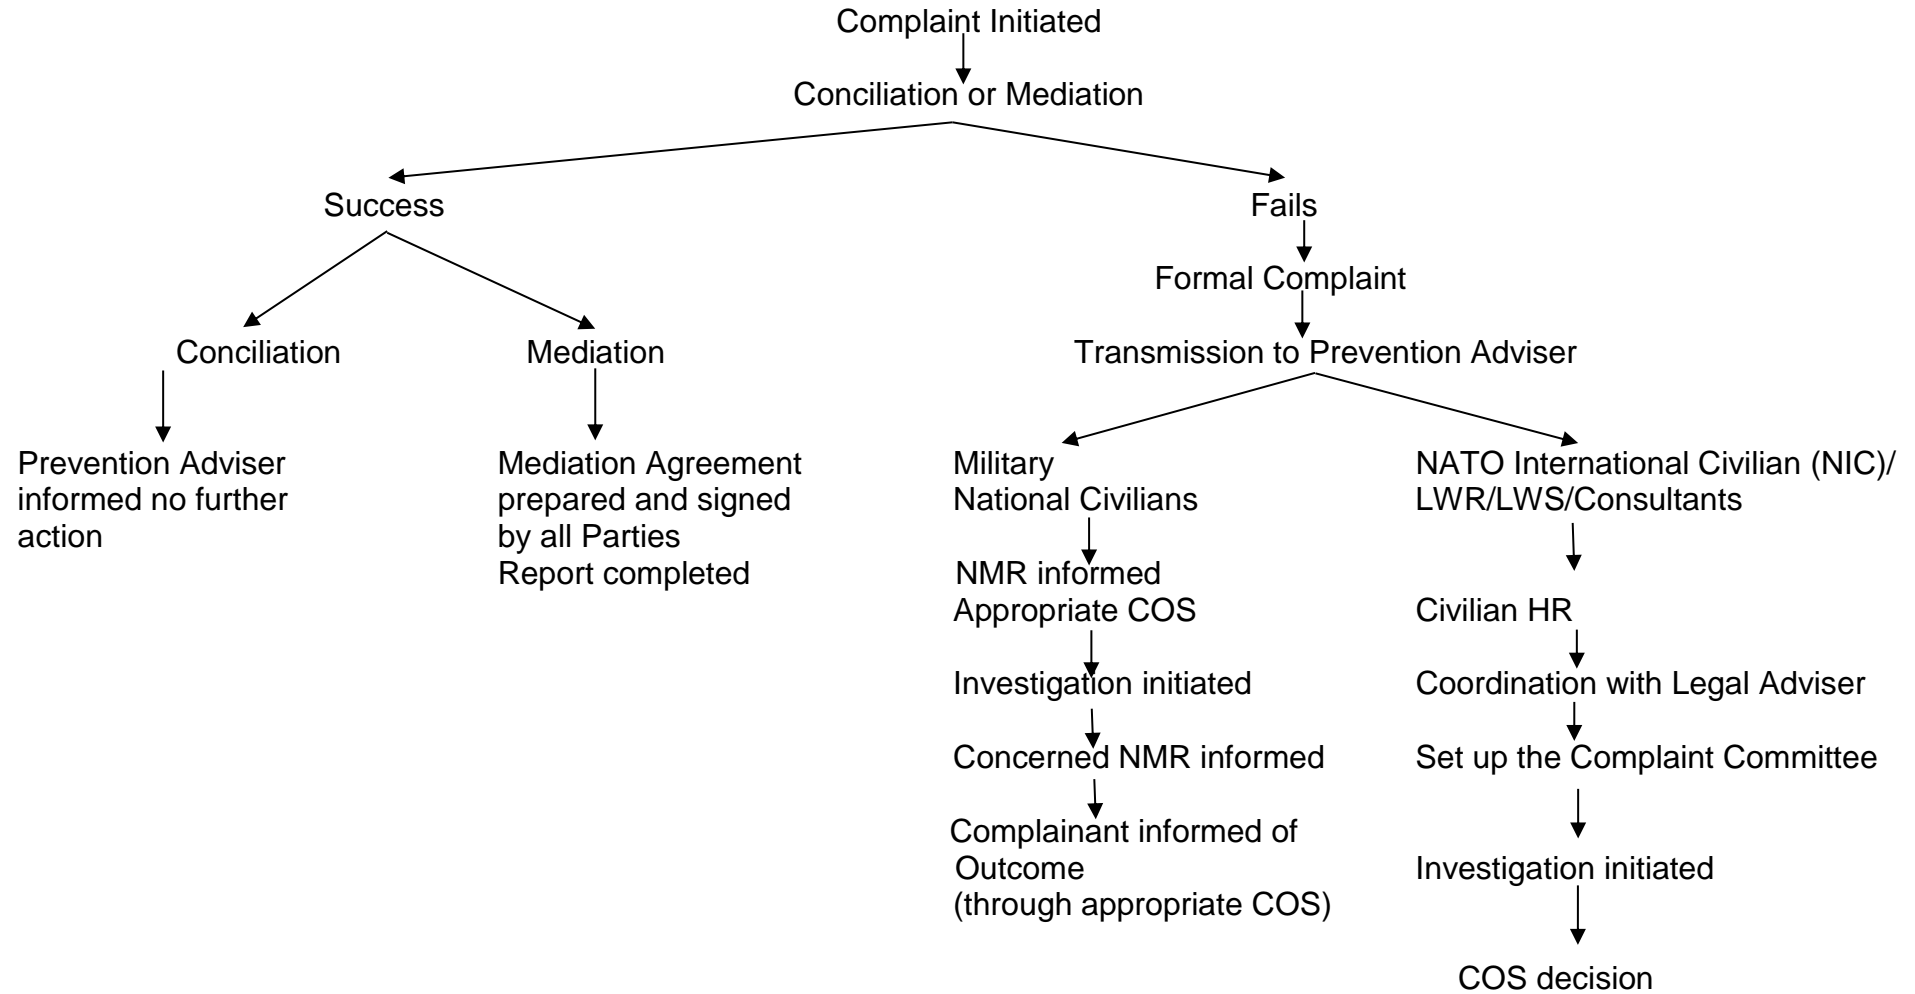 Complaint Initiated
Conciliation or Mediation
Success
Fails
Formal Complaint
Conciliation
Mediation
Transmission to Prevention Adviser
Prevention Adviser
informed no further
action
Mediation Agreement
prepared and signed
by all Parties
Report completed
Military
National Civilians
NMR informed
Appropriate COS
Investigation initiated
Concerned NMR informed
Complainant informed of
Outcome
(through appropriate COS)
NATO International Civilian (NIC)/
LWR/LWS/Consultants
Civilian HR
Coordination with Legal Adviser
Set up the Complaint Committee
Investigation initiated
COS decision